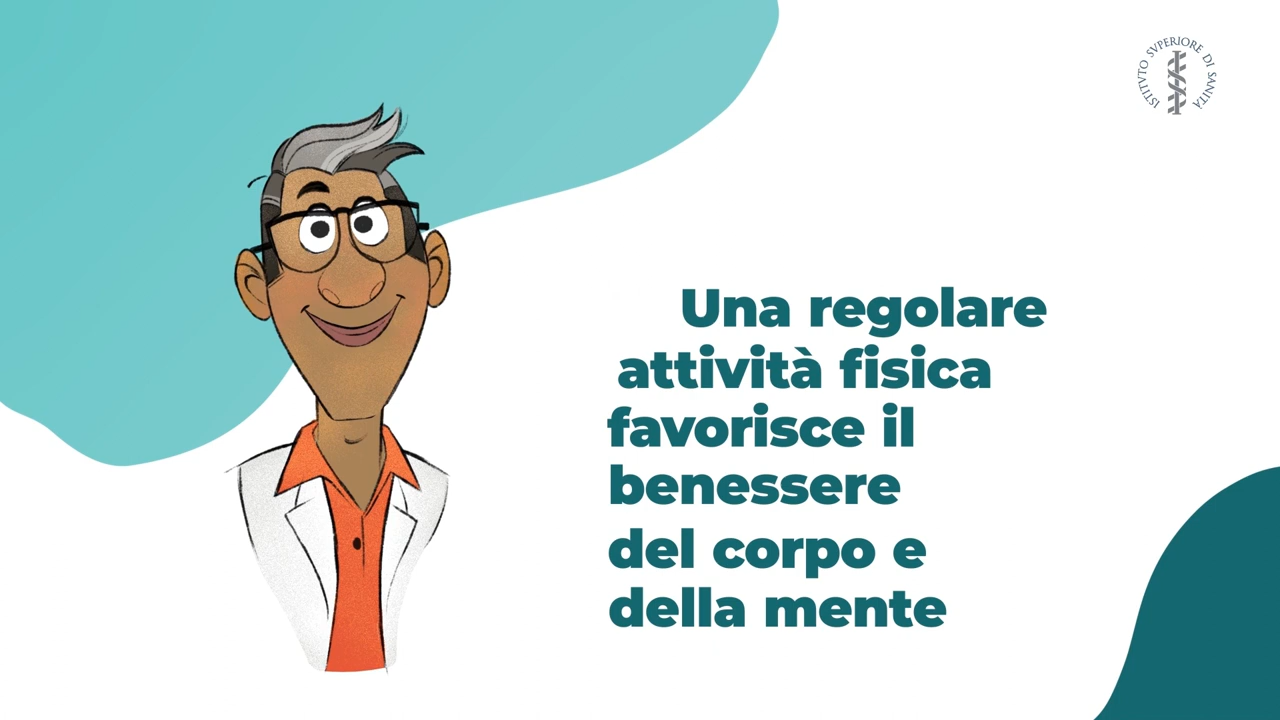 ISTITVTO SVPERIORE DI SANITÀ
Una regolare
attività fisica
favorisce il
benessere
del corpo e
della mente